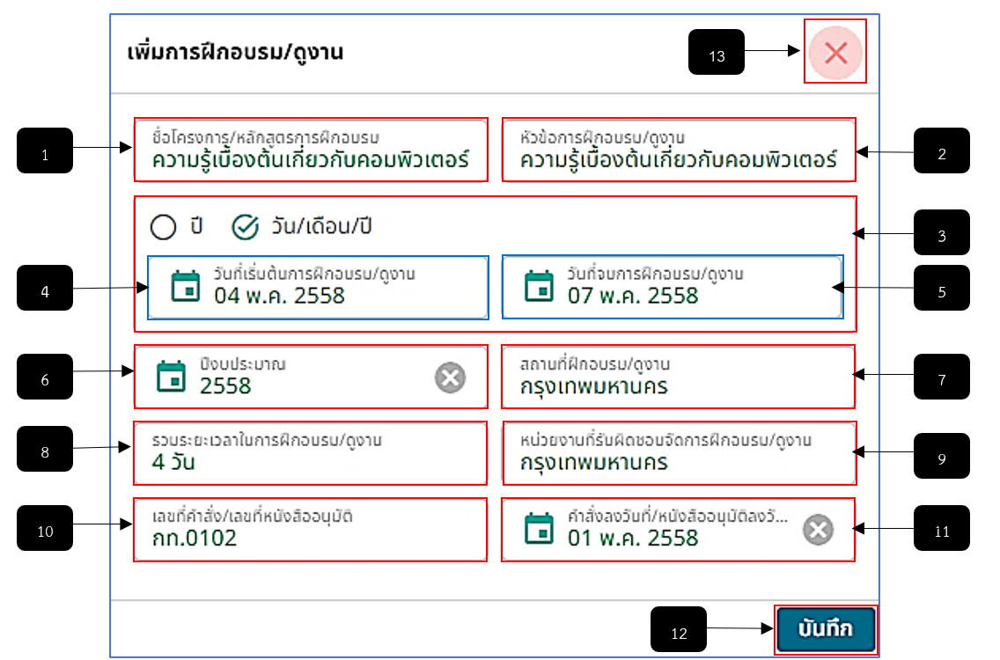 เพิ่มการฝึกอบรม/ดูงาน
13
ชื่อโครงการ/หลักสูตรการฝึกอบรม
ความรู้เบื้องต้นเกี่ยวกับคอมพิวเตอร์
หัวข้อการฝึกอบรม/ดูงาน
ความรู้เบื้องต้นเกี่ยวกับคอมพิวเตอร์
1
2
ปี
วัน/เดือน/ปี
3
วันที่เริ่มต้นการฝึกอบรม/ดูงาน
04 พ.ค. 2558
วันที่จบการฝึกอบรม/ดูงาน
07 พ.ค. 2558
4
5
ปีงบประมาณ
2558
สถานที่ฝึกอบรม/ดูงาน
กรุงเทพมหานคร
6
7
รวมระยะเวลาในการฝึกอบรม/ดูงาน
4 วัน
หน่วยงานที่รับผิดชอบจัดการฝึกอบรม/ดูงาน
กรุงเทพมหานคร
8
9
เลขที่คำสั่ง/เลขที่หนังสืออนุมัติ
กท.0102
คำสั่งลงวันที่/หนังสืออนุมัติลงวั...
01 พ.ค. 2558
10
11
12
บันทึก